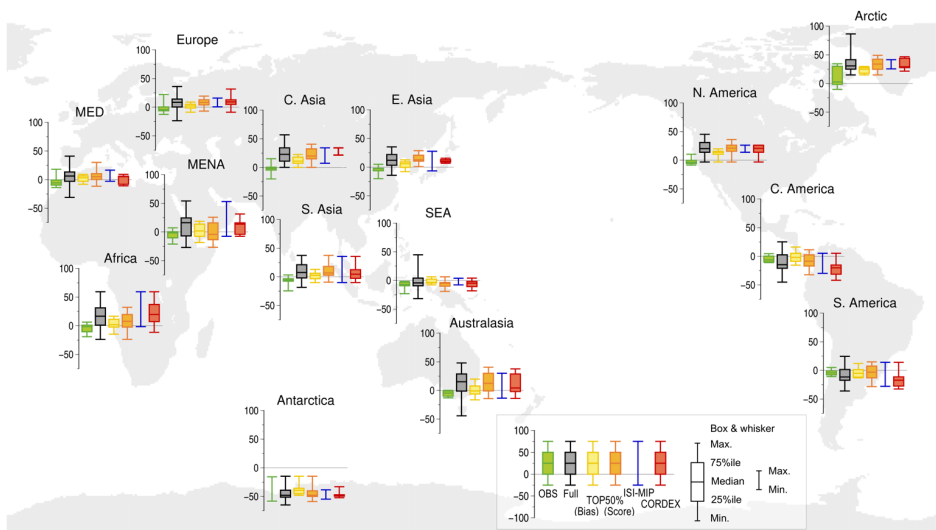 Arctic
100
50
0
−50
Europe
100
50
0
−50
N. America
100
50
0
−50
C. Asia
100
50
0
−50
E. Asia
100
50
0
−50
MED
100
50
0
−50
MENA
100
50
0
−50
C. America
100
50
0
−50
S. Asia
100
50
0
−50
SEA
100
50
0
−50
Africa
100
50
0
−50
S. America
100
50
0
−50
Australasia
100
50
0
−50
Antarctica
100
50
0
−50
100
75
50
25
0
−25
−50
−100
OBS Full TOP50% ISI-MIP
(Bias) (Score) CORDEX
Box & whisker
Max.
75%ile
Median
25%ile
Min.
Max.
Min.